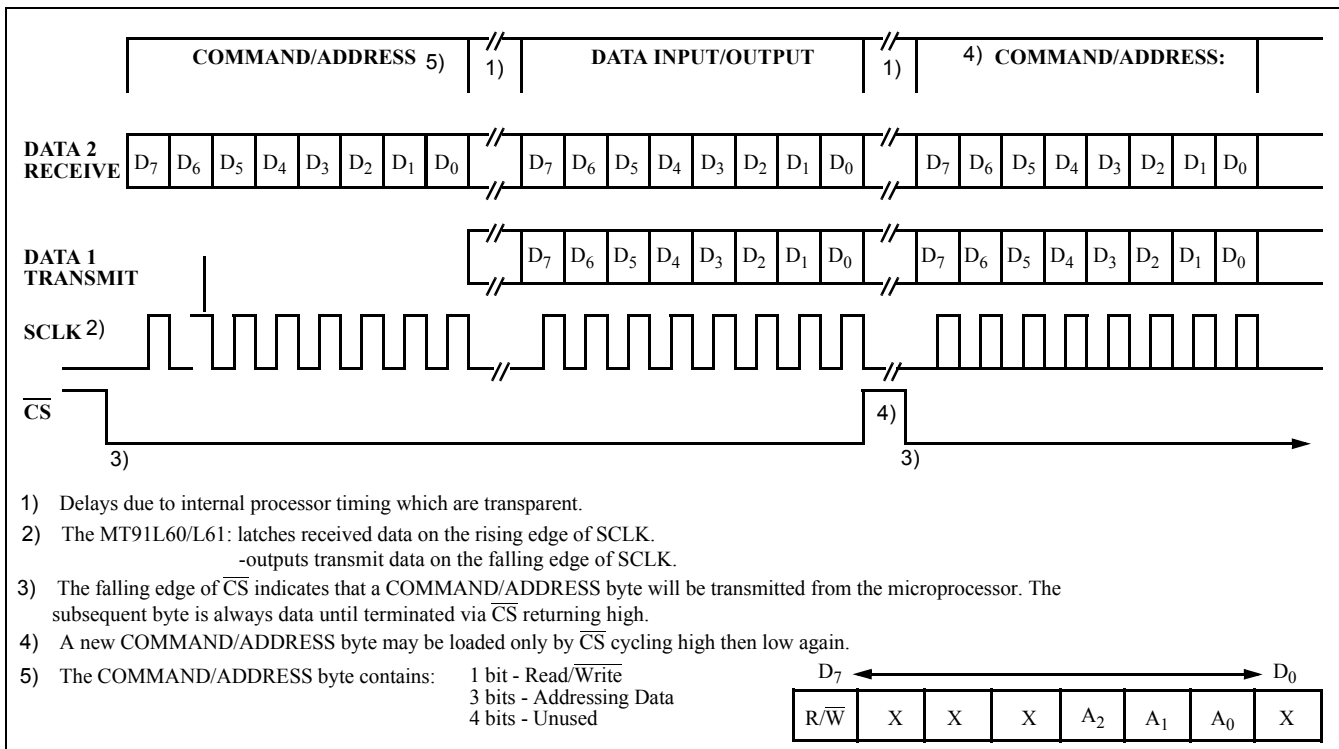 COMMAND/ADDRESS 5) 1) DATA INPUT/OUTPUT 1) 4) COMMAND/ADDRESS:
DATA 2
RECEIVE D7 D6 D5 D4 D3 D2 D1 D0 D7 D6 D5 D4 D3 D2 D1 D0 D7 D6 D5 D4 D3 D2 D1 D0
DATA 1
TRANSMIT D7 D6 D5 D4 D3 D2 D1 D0 D7 D6 D5 D4 D3 D2 D1 D0
SCLK 2)
CS 4)
3) 3)
1) Delays due to internal processor timing which are transparent.
2) The MT91L60/L61: latches received data on the rising edge of SCLK.
-outputs transmit data on the falling edge of SCLK.
3) The falling edge of CS indicates that a COMMAND/ADDRESS byte will be transmitted from the microprocessor. The
subsequent byte is always data until terminated via CS returning high.
4) A new COMMAND/ADDRESS byte may be loaded only by CS cycling high then low again.
5) The COMMAND/ADDRESS byte contains: 1 bit - Read/Write
3 bits - Addressing Data
4 bits - Unused
D7 D0
R/W X X X A2 A1 A0 X